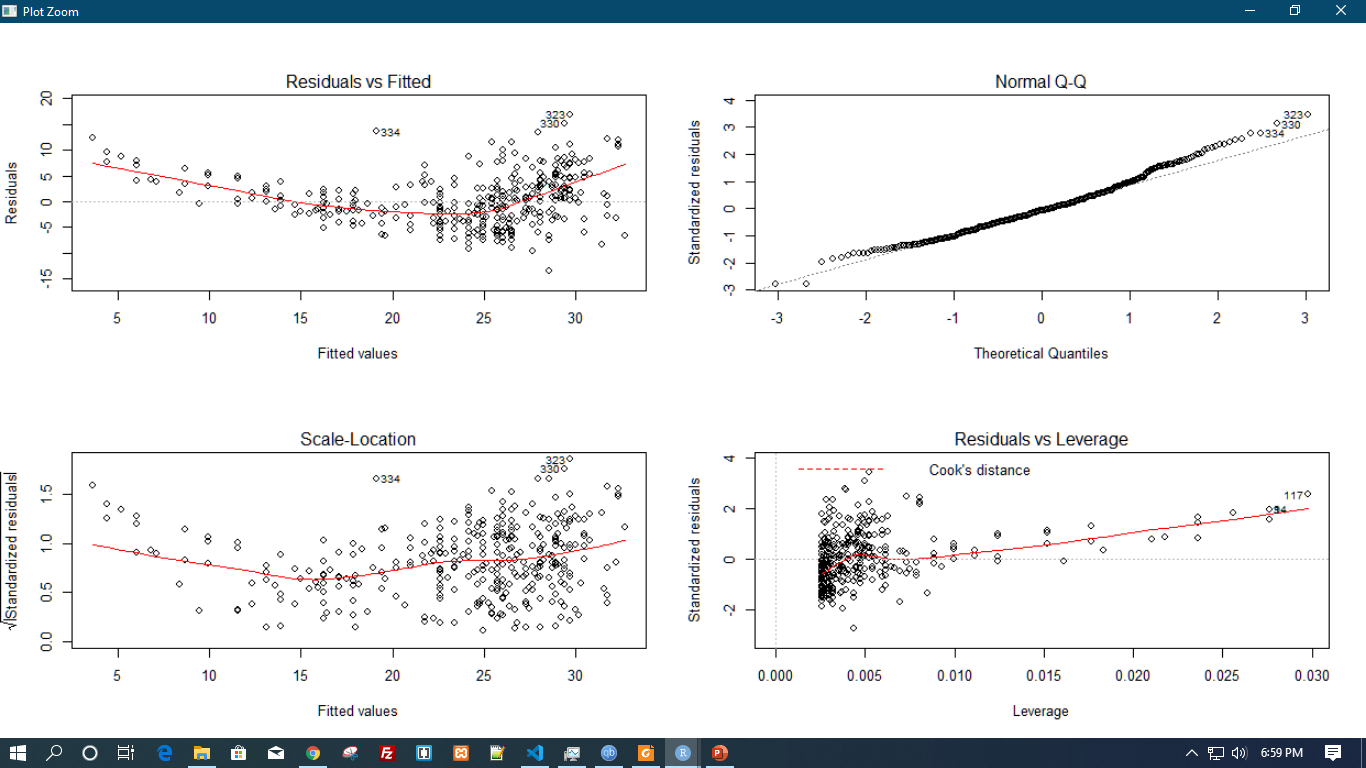 Plot Zoom
Residuals vs Fitted
Residuals
20
10
5
0
-5
-15
323
330
334
5 10 15 20 25 30
Fitted values
Normal Q-Q
Standardized residuals
4
3
2
1
0
-1
-2
-3
323
330
334
-3 -2 -1 0 1 2 3
Theoretical Quantiles
Scale-Location
√|Standardized residuals|
1.5
1.0
0.5
0.0
323
330
334
5 10 15 20 25 30
Fitted values
Residuals vs Leverage
Standardized residuals
4
2
0
-2
Cook's distance
117
94
0.000 0.005 0.010 0.015 0.020 0.025 0.030
Leverage
Fz
qb
R
P
6:59 PM